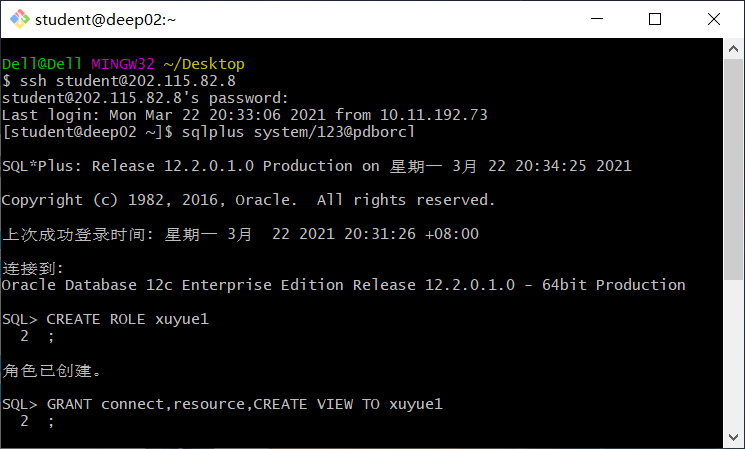 student@deep02:~
Dell@Dell MINGW32 ~/Desktop
$ ssh student@202.115.82.8
student@202.115.82.8's password:
Last login: Mon Mar 22 20:33:06 2021 from 10.11.192.73
[student@deep02 ~]$ sqlplus system/123@pdborcl
SQL*Plus: Release 12.2.0.1.0 Production on 星期一 3月 22 20:34:25 2021
Copyright (c) 1982, 2016, Oracle.  All rights reserved.
上次成功登录时间: 星期一 3月  22 2021 20:31:26 +08:00
连接到:
Oracle Database 12c Enterprise Edition Release 12.2.0.1.0 - 64bit Production
SQL> CREATE ROLE xuyue1
  2  ;
角色已创建。
SQL> GRANT connect,resource,CREATE VIEW TO xuyue1
  2  ;